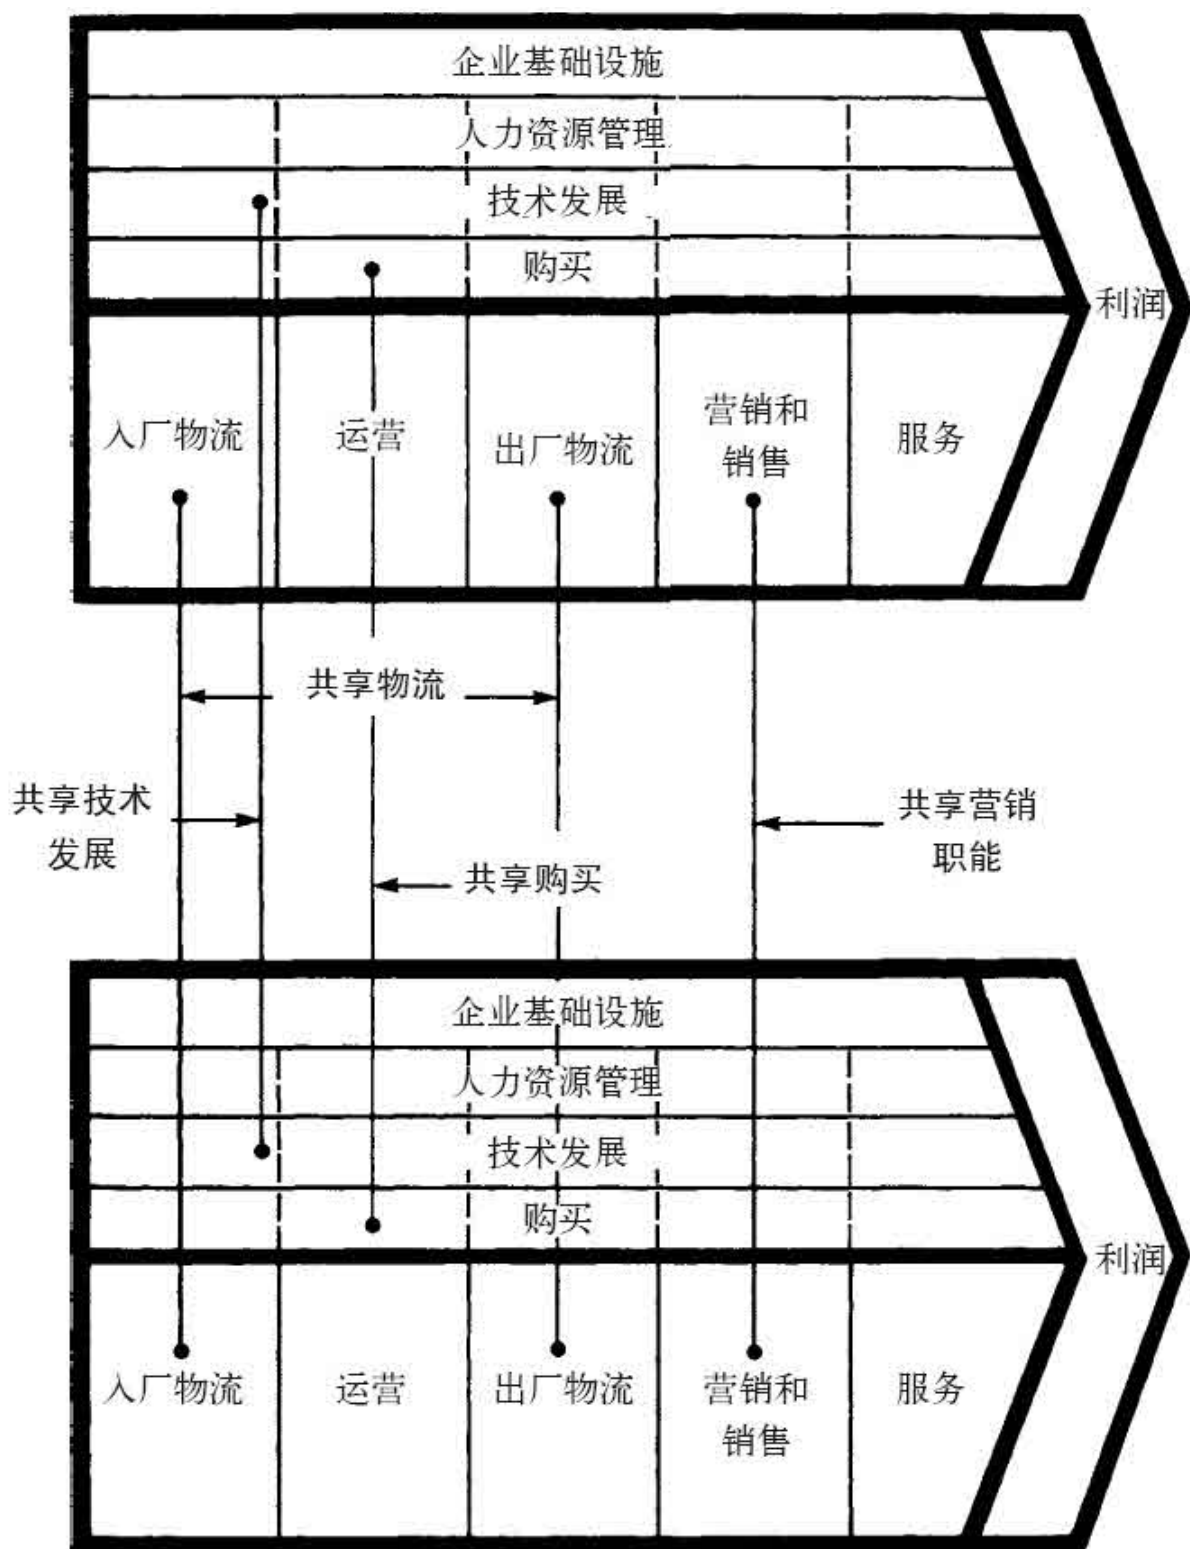 企业基础设施
人力资源管理
技术发展
购买
利润
入厂物流
运营
出厂物流
营销和
销售
服务
共享物流
共享技术
发展
共享营销
职能
共享购买
企业基础设施
人力资源管理
技术发展
购买
利润
入厂物流
运营
出厂物流
营销和
销售
服务